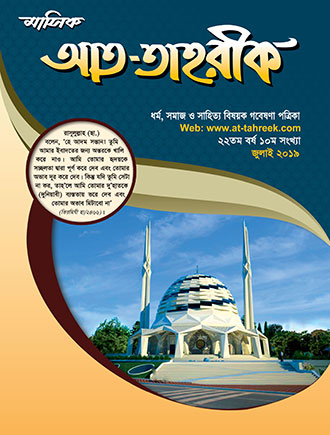 মাসিক
আত-তাহরীক
ধর্ম, সমাজ ও সাহিত্য বিষয়ক গবেষণা পত্রিকা
Web: www.at-tahreek.com
২২তম বর্ষ ১০ম সংখ্যা
জুলাই ২০১৯
রাসূলুল্লাহ (ছা.)
বলেন, 'হে আদম সন্তান! তুমি
আমার ইবাদতের জন্য অন্তরকে খালি
করে নাও। আমি তোমার হৃদয়কে
সচ্ছলতা দ্বারা পূর্ণ করে দেব এবং তোমার
অভাব দূর করে দেব। কিন্তু যদি তুমি সেটা
না কর, তাহ'লে আমি তোমার দু'হাতকে
(দুনিয়াবী) ব্যস্ততায় ভরে দেব এবং
তোমার অভাব মিটাবো না'
(তিরমিযী হা/২৪৬৬)।